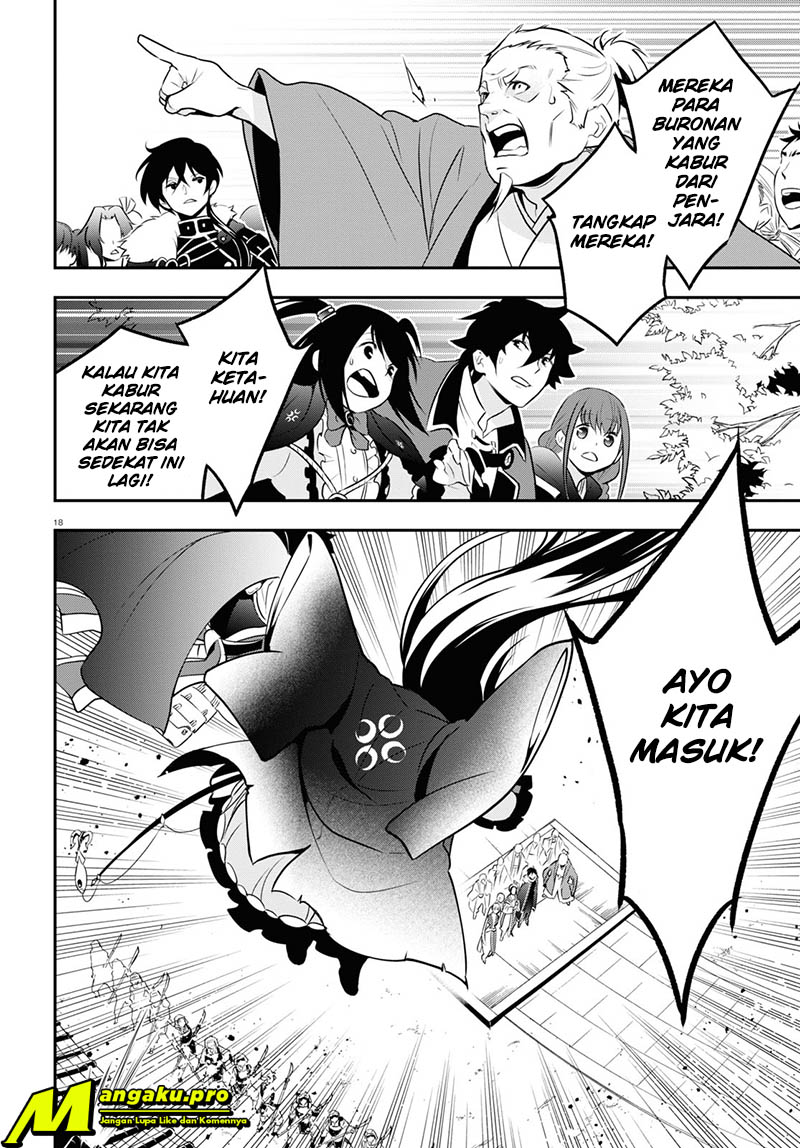 MEREKA
PARA
BURONAN
YANG
KABUR
DARI
PEN-
JARA!
TANGKAP
MEREKA!
KITA
KETA-
HUAN!
KALAU KITA
KABUR
SEKARANG
KITA TAK
AKAN BISA
SEDEKAT INI
LAGI!
18
AYO
KITA
MASUK!
Mangaku.pro
Jangan Lupa Like dan Komennya